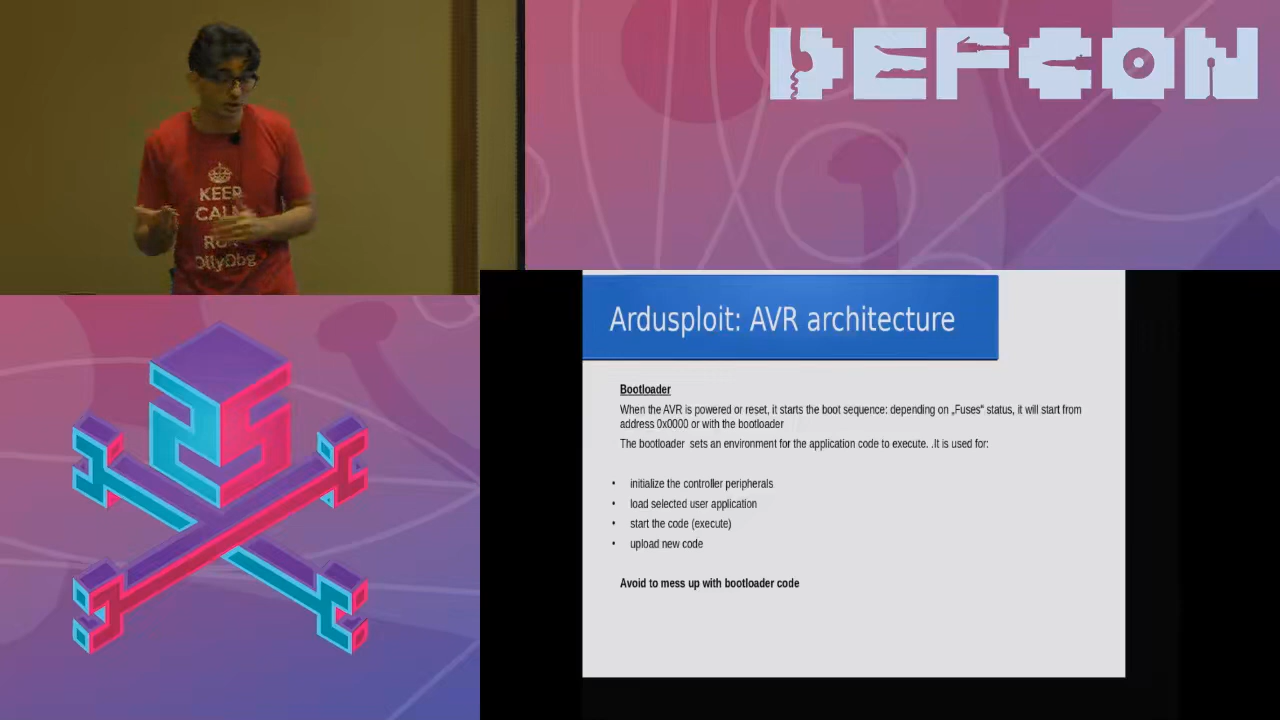 DEFCON
KEEP
CALM
OllyDbg
25
Ardusploit: AVR architecture
Bootloader
When the AVR is powered or reset, it starts the boot sequence: depending on „Fuses“ status, it will start from
address 0x0000 or with the bootloader
The bootloader sets an environment for the application code to execute. .It is used for:
• initialize the controller peripherals
• load selected user application
• start the code (execute)
• upload new code
Avoid to mess up with bootloader code